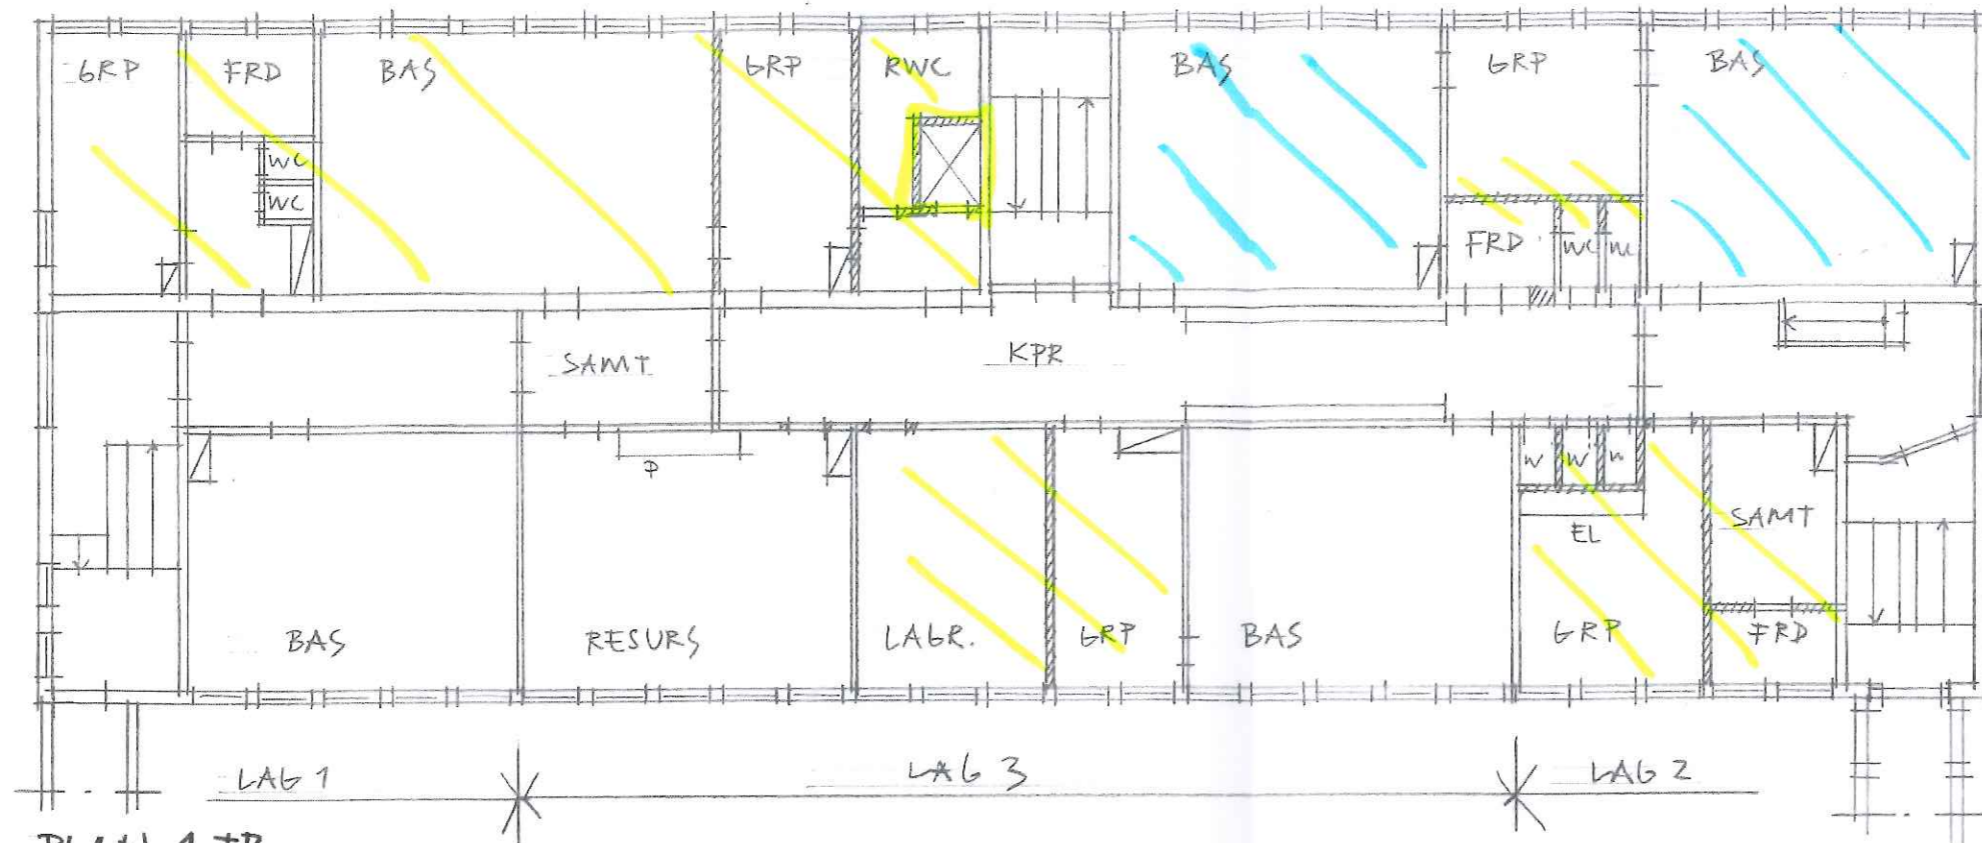 GRP FRD BAS GRP RWC BAS GRP BAS
WC
WC
FRD WC WC
SAMT KPR
P
W W W
EL
SAMT
BAS RESURS LAGR. GRP BAS GRP FRD
LAG 1 LAG 3 LAG 2